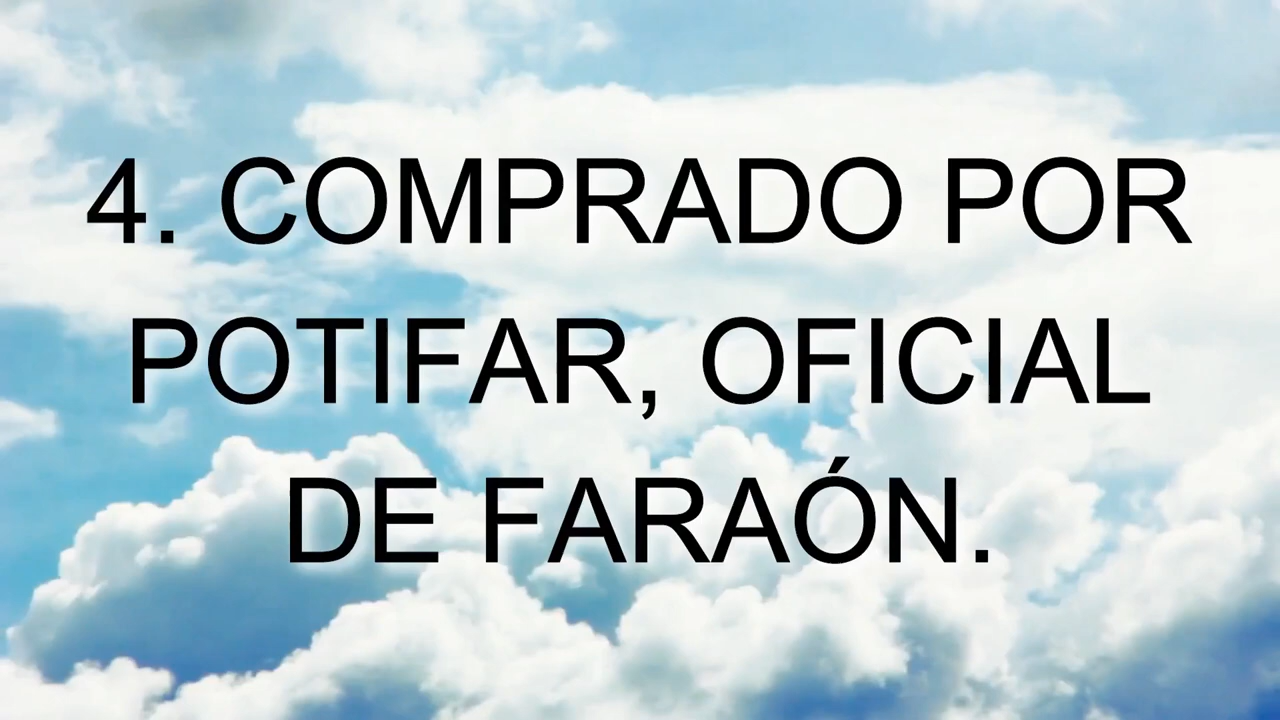 4. COMPRADO POR
POTIFAR, OFICIAL
DE FARAÓN.